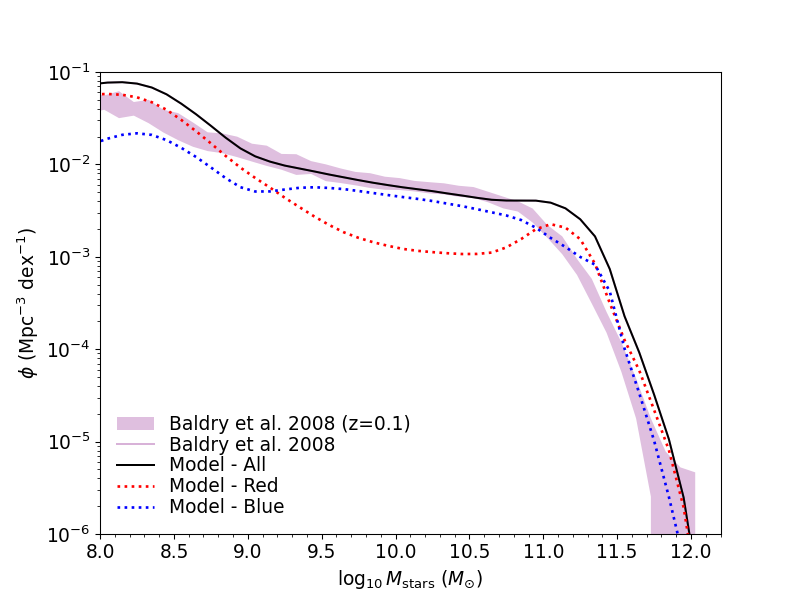 10⁻¹
10⁻²
10⁻³
10⁻⁴
10⁻⁵
10⁻⁶
ϕ (Mpc⁻³ dex⁻¹)
Baldry et al. 2008 (z=0.1)
Baldry et al. 2008
Model - All
Model - Red
Model - Blue
8.0 8.5 9.0 9.5 10.0 10.5 11.0 11.5 12.0
log₁₀ M_stars (M_⊙)